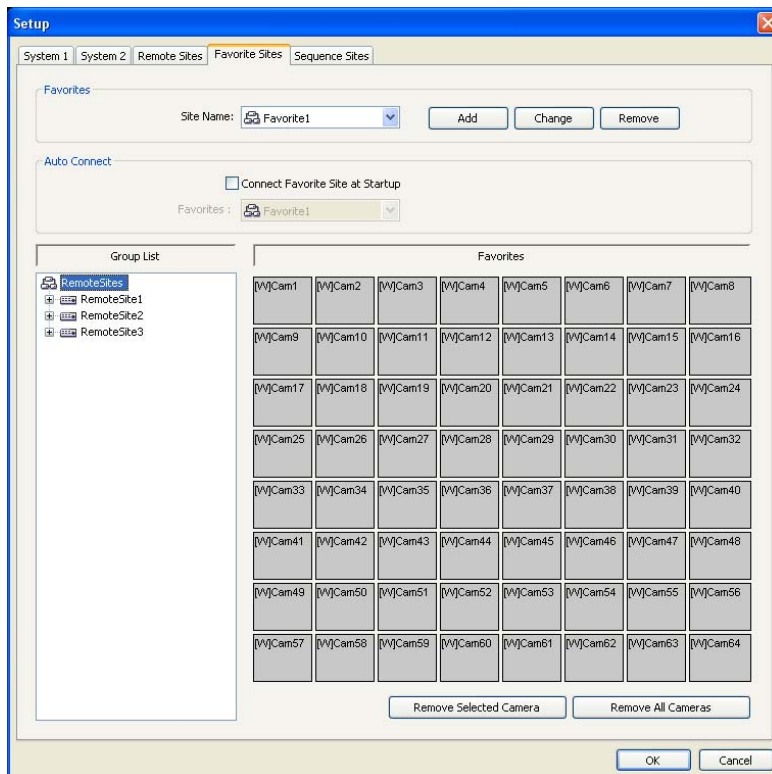 Setup
System 1 System 2 Remote Sites Favorite Sites Sequence Sites
Favorites
Site Name: Favorite1 Add Change Remove
Auto Connect
Connect Favorite Site at Startup
Favorites : Favorite1
Group List Favorites
RemoteSites
RemoteSite1
RemoteSite2
RemoteSite3
[W]Cam1 [W]Cam2 [W]Cam3 [W]Cam4 [W]Cam5 [W]Cam6 [W]Cam7 [W]Cam8
[W]Cam9 [W]Cam10 [W]Cam11 [W]Cam12 [W]Cam13 [W]Cam14 [W]Cam15 [W]Cam16
[W]Cam17 [W]Cam18 [W]Cam19 [W]Cam20 [W]Cam21 [W]Cam22 [W]Cam23 [W]Cam24
[W]Cam25 [W]Cam26 [W]Cam27 [W]Cam28 [W]Cam29 [W]Cam30 [W]Cam31 [W]Cam32
[W]Cam33 [W]Cam34 [W]Cam35 [W]Cam36 [W]Cam37 [W]Cam38 [W]Cam39 [W]Cam40
[W]Cam41 [W]Cam42 [W]Cam43 [W]Cam44 [W]Cam45 [W]Cam46 [W]Cam47 [W]Cam48
[W]Cam49 [W]Cam50 [W]Cam51 [W]Cam52 [W]Cam53 [W]Cam54 [W]Cam55 [W]Cam56
[W]Cam57 [W]Cam58 [W]Cam59 [W]Cam60 [W]Cam61 [W]Cam62 [W]Cam63 [W]Cam64
Remove Selected Camera Remove All Cameras
OK Cancel